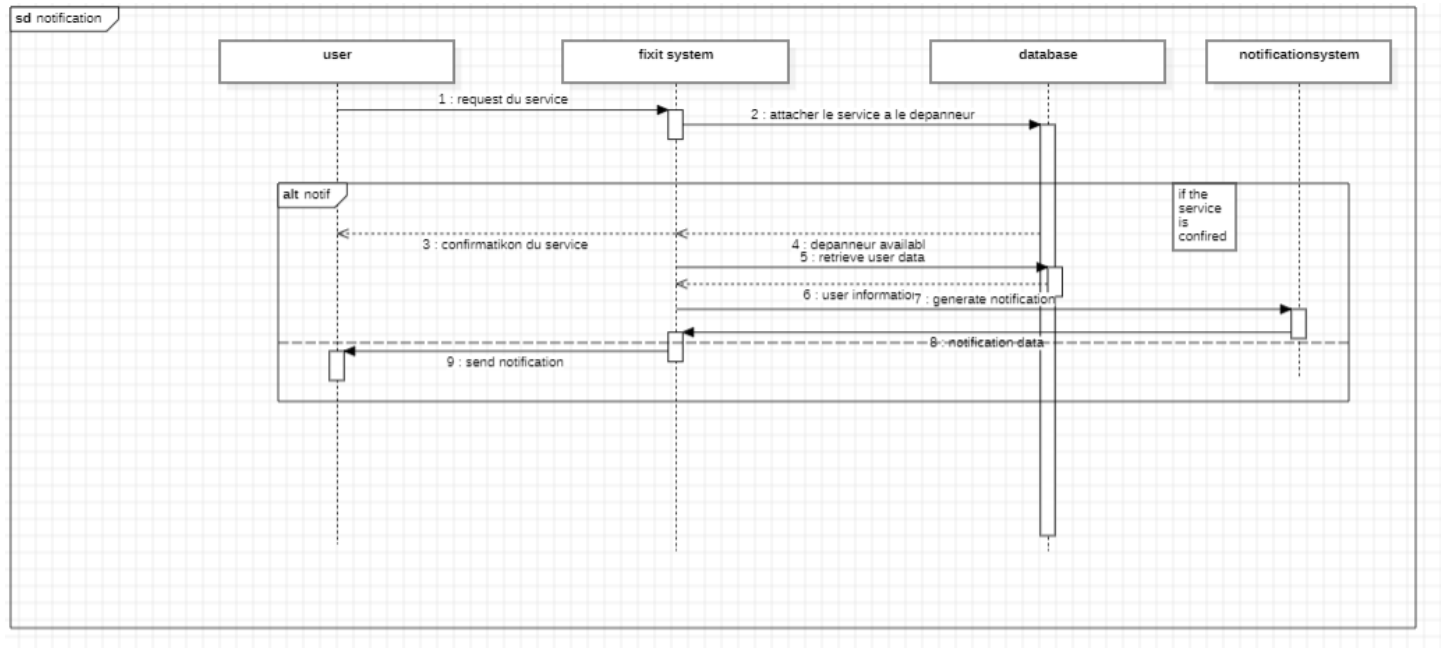 sd notification
user
fixit system
database
notificationsystem
1 : request du service
2 : attacher le service a le depanneur
alt notif
if the
service
is
confired
3 : confirmatikon du service
4 : depanneur availabl
5 : retrieve user data
6 : user information
7 : generate notification
8 : notification data
9 : send notification